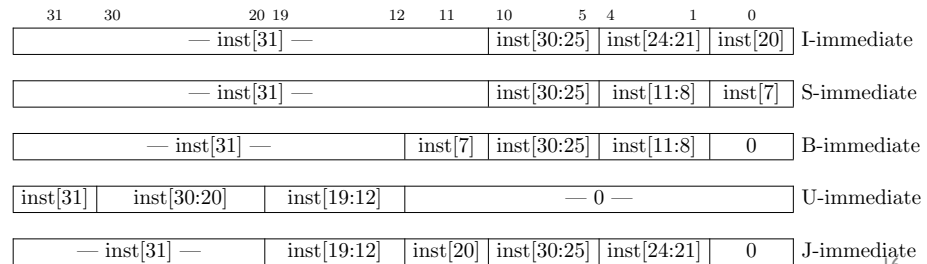 31 30 20 19 12 11 10 5 4 1 0
— inst[31] — inst[30:25] inst[24:21] inst[20] I-immediate
— inst[31] — inst[30:25] inst[11:8] inst[7] S-immediate
— inst[31] — inst[7] inst[30:25] inst[11:8] 0 B-immediate
inst[31] inst[30:20] inst[19:12] — 0 — U-immediate
— inst[31] — inst[19:12] inst[20] inst[30:25] inst[24:21] 0 J-immediate
12